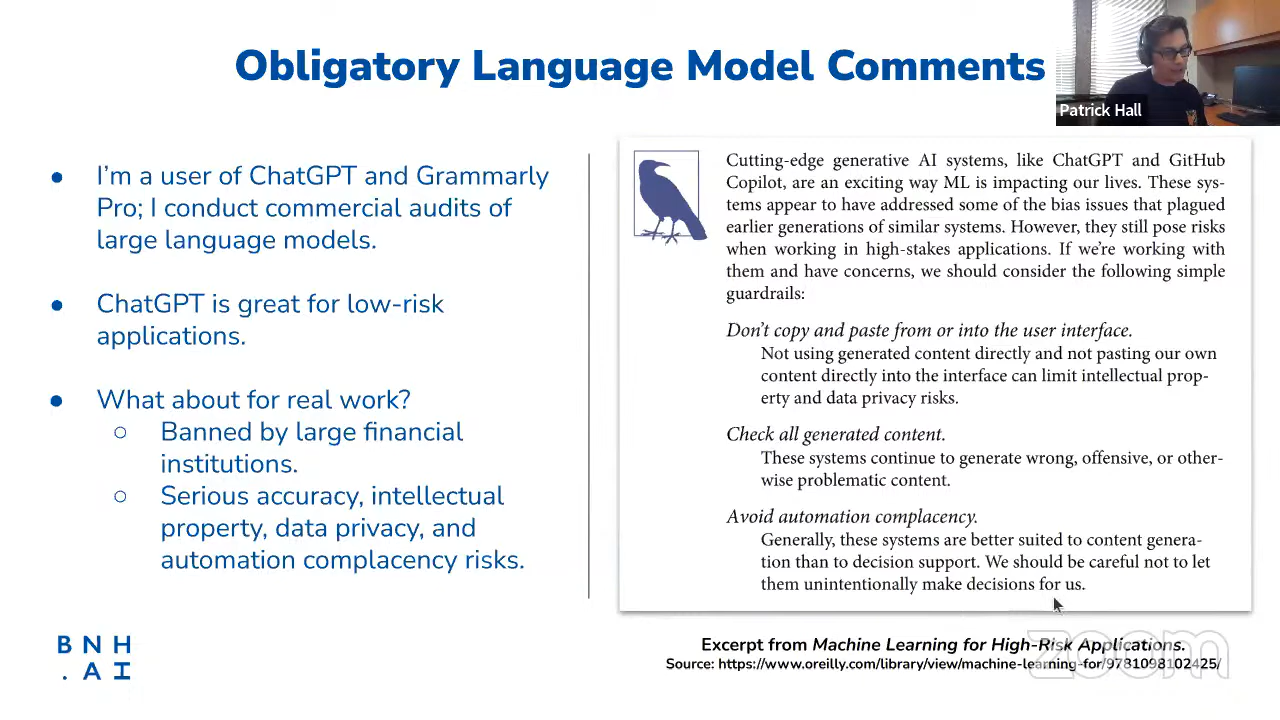 Obligatory Language Model Comments
Patrick Hall
● I'm a user of ChatGPT and Grammarly
Pro; I conduct commercial audits of
large language models.
● ChatGPT is great for low-risk
applications.
● What about for real work?
○ Banned by large financial
institutions.
○ Serious accuracy, intellectual
property, data privacy, and
automation complacency risks.
Cutting-edge generative AI systems, like ChatGPT and GitHub
Copilot, are an exciting way ML is impacting our lives. These sys-
tems appear to have addressed some of the bias issues that plagued
earlier generations of similar systems. However, they still pose risks
when working in high-stakes applications. If we're working with
them and have concerns, we should consider the following simple
guardrails:
Don't copy and paste from or into the user interface.
Not using generated content directly and not pasting our own
content directly into the interface can limit intellectual prop-
erty and data privacy risks.
Check all generated content.
These systems continue to generate wrong, offensive, or other-
wise problematic content.
Avoid automation complacency.
Generally, these systems are better suited to content genera-
tion than to decision support. We should be careful not to let
them unintentionally make decisions for us.
BNH
.AI
Excerpt from Machine Learning for High-Risk Applications.
Source: https://www.oreilly.com/library/view/machine-learning-for/9781098102425/
zoom